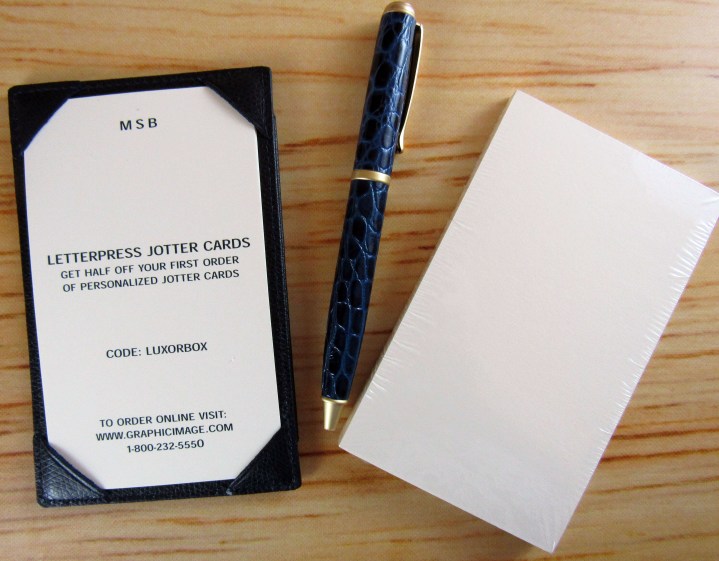 MSB
LETTERPRESS JOTTER CARDS
GET HALF OFF YOUR FIRST ORDER
OF PERSONALIZED JOTTER CARDS
CODE: LUXORBOX
TO ORDER ONLINE VISIT:
WWW.GRAPHICIMAGE.COM
1-800-232-5550